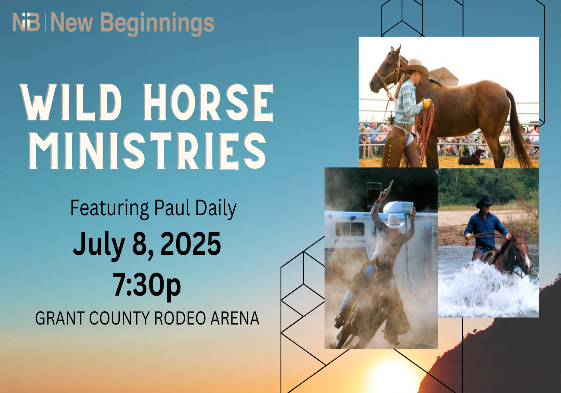 NB New Beginnings
WILD HORSE
MINISTRIES
Featuring Paul Daily
July 8, 2025
7:30p
GRANT COUNTY RODEO ARENA